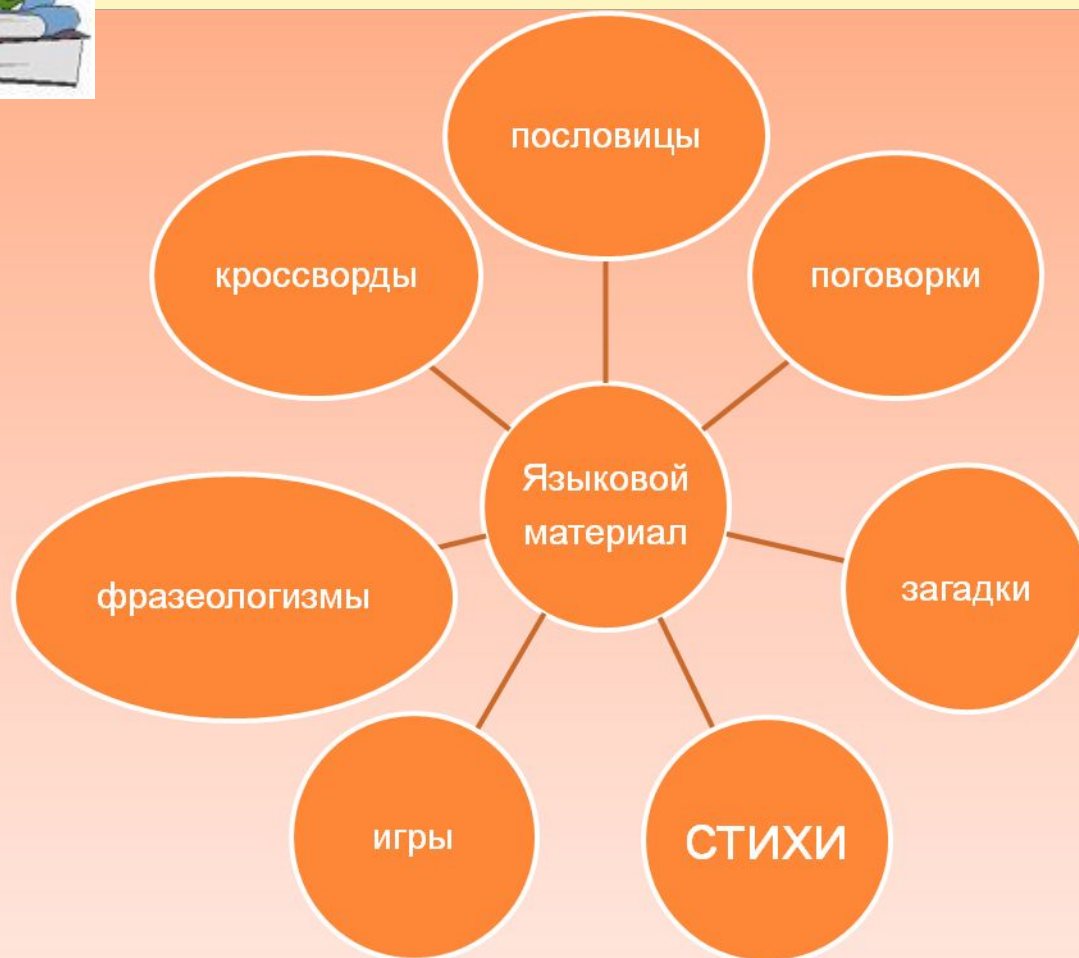 пословицы
кроссворды
поговорки
Языковой
материал
фразеологизмы
загадки
игры
стихи